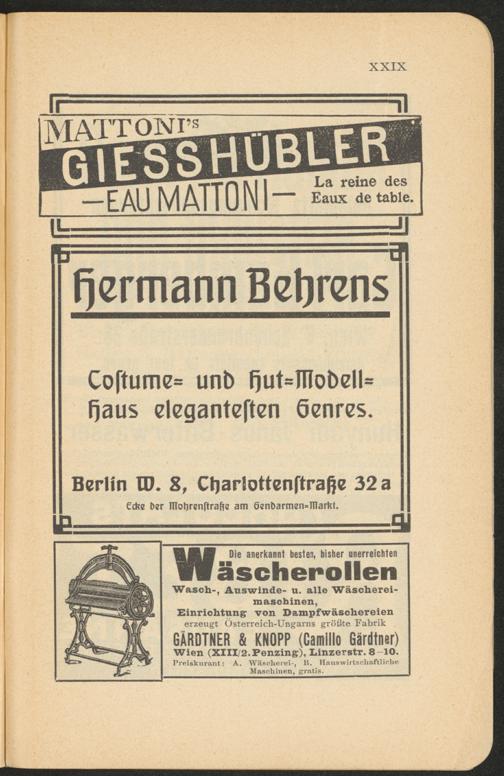 XXIX
MATTONI's
GIESSHÜBLER
—EAU MATTONI—
La reine des
Eaux de table.
Hermann Behrens
Coſtume= und Hut=Modell=
Haus eleganteſten Genres.
Berlin W. 8, Charlottenſtraße 32 a
Ecke der Mohrenſtraße am Gendarmen=Markt.
Die anerkannt besten, bisher unerreichten
Wäscherollen
Wasch-, Auswinde- u. alle Wäscherei-
maschinen,
Einrichtung von Dampfwäschereien
erzeugt Österreich-Ungarns größte Fabrik
GÄRDTNER & KNOPP (Camillo Gärdtner)
Wien (XIII/2. Penzing), Linzerstr. 8–10.
Preiskurant: A. Wäscherei-, B. Hauswirtschaftliche
Maschinen, gratis.